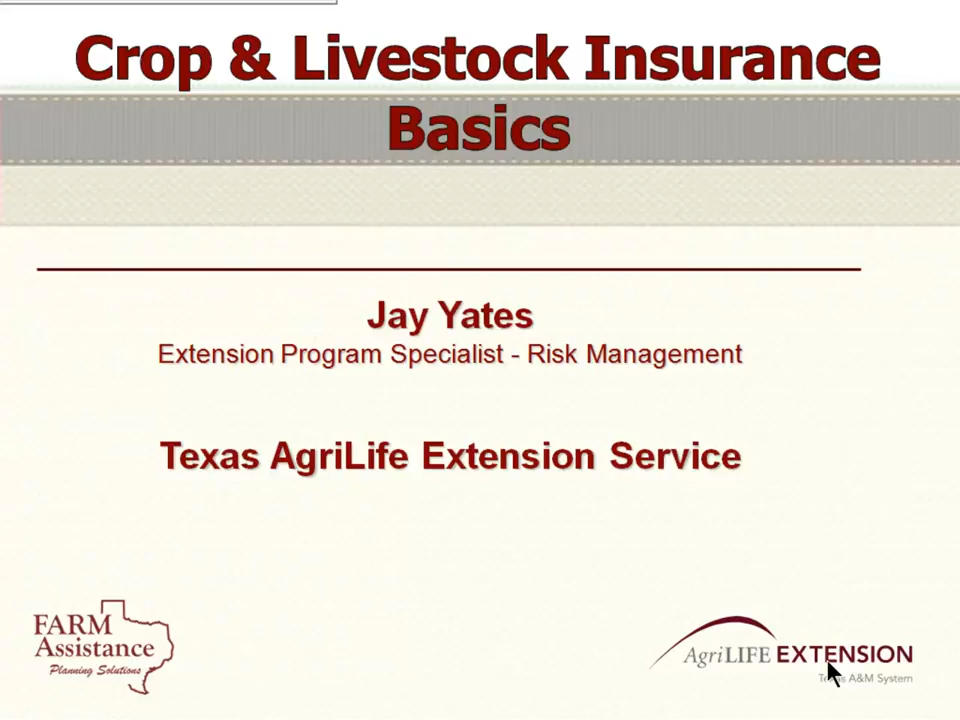 Crop & Livestock Insurance
Basics
Jay Yates
Extension Program Specialist - Risk Management
Texas AgriLife Extension Service
FARM
Assistance
Planning Solutions
AgriLIFE EXTENSION
Texas A&M System